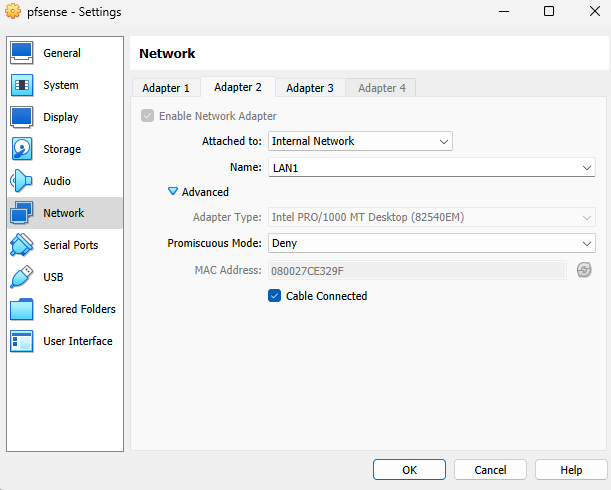 pfsense - Settings
General
System
Display
Storage
Audio
Network
Serial Ports
USB
Shared Folders
User Interface
Network
Adapter 1 Adapter 2 Adapter 3 Adapter 4
Enable Network Adapter
Attached to: Internal Network
Name: LAN1
Advanced
Adapter Type: Intel PRO/1000 MT Desktop (82540EM)
Promiscuous Mode: Deny
MAC Address: 080027CE329F
Cable Connected
OK Cancel Help